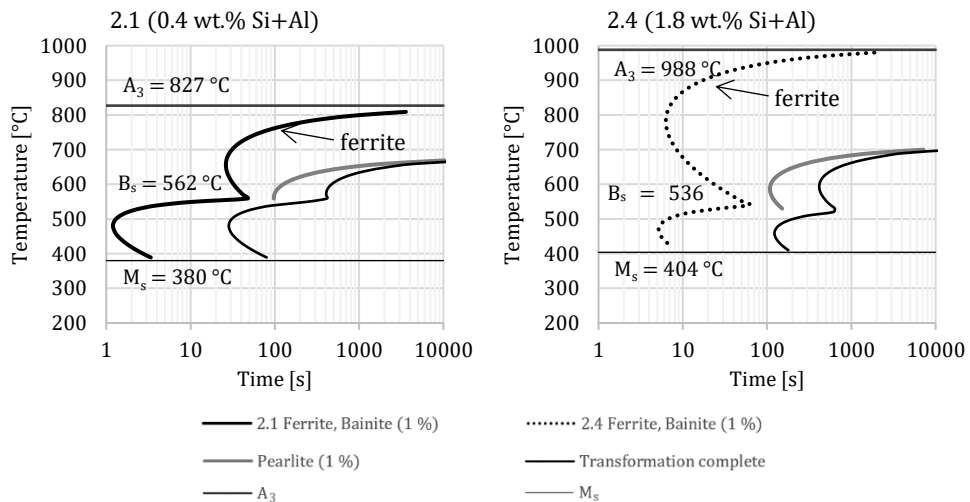 2.1 (0.4 wt.% Si+Al)
Temperature [°C]
1000
900
800
700
600
500
400
300
200
A₃ = 827 °C
ferrite
Bₛ = 562 °C
Mₛ = 380 °C
1 10 100 1000 10000
Time [s]
2.4 (1.8 wt.% Si+Al)
Temperature [°C]
1000
900
800
700
600
500
400
300
200
A₃ = 988 °C
ferrite
Bₛ = 536
Mₛ = 404 °C
1 10 100 1000 10000
Time [s]
2.1 Ferrite, Bainite (1 %)
2.4 Ferrite, Bainite (1 %)
Pearlite (1 %)
Transformation complete
A₃
Mₛ